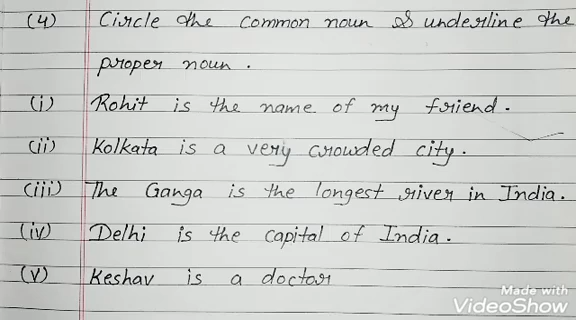 (4) Circle the common noun & underline the
proper noun.
(i) Rohit is the name of my friend.
(ii) Kolkata is a very crowded city.
(iii) The Ganga is the longest river in India.
(iv) Delhi is the capital of India.
(v) Keshav is a doctor
Made with
VideoShow